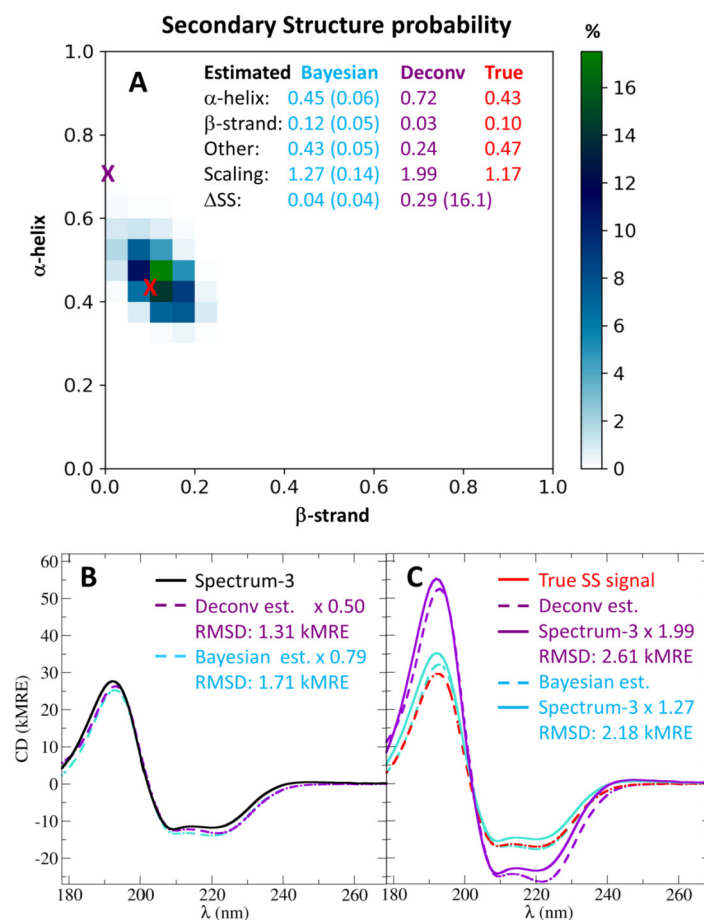 Secondary Structure probability
%
A
Estimated Bayesian Deconv True
α-helix: 0.45 (0.06) 0.72 0.43
β-strand: 0.12 (0.05) 0.03 0.10
Other: 0.43 (0.05) 0.24 0.47
Scaling: 1.27 (0.14) 1.99 1.17
ΔSS: 0.04 (0.04) 0.29 (16.1)
X
X
α-helix
1.0
0.8
0.6
0.4
0.2
0.0
0.0 0.2 0.4 0.6 0.8 1.0
β-strand
16
14
12
10
8
6
4
2
0
B
Spectrum-3
Deconv est. x 0.50
RMSD: 1.31 kMRE
Bayesian est. x 0.79
RMSD: 1.71 kMRE
CD (kMRE)
60
50
40
30
20
10
0
-10
-20
180 200 220 240 260
λ (nm)
C
True SS signal
Deconv est.
Spectrum-3 x 1.99
RMSD: 2.61 kMRE
Bayesian est.
Spectrum-3 x 1.27
RMSD: 2.18 kMRE
180 200 220 240 260
λ (nm)